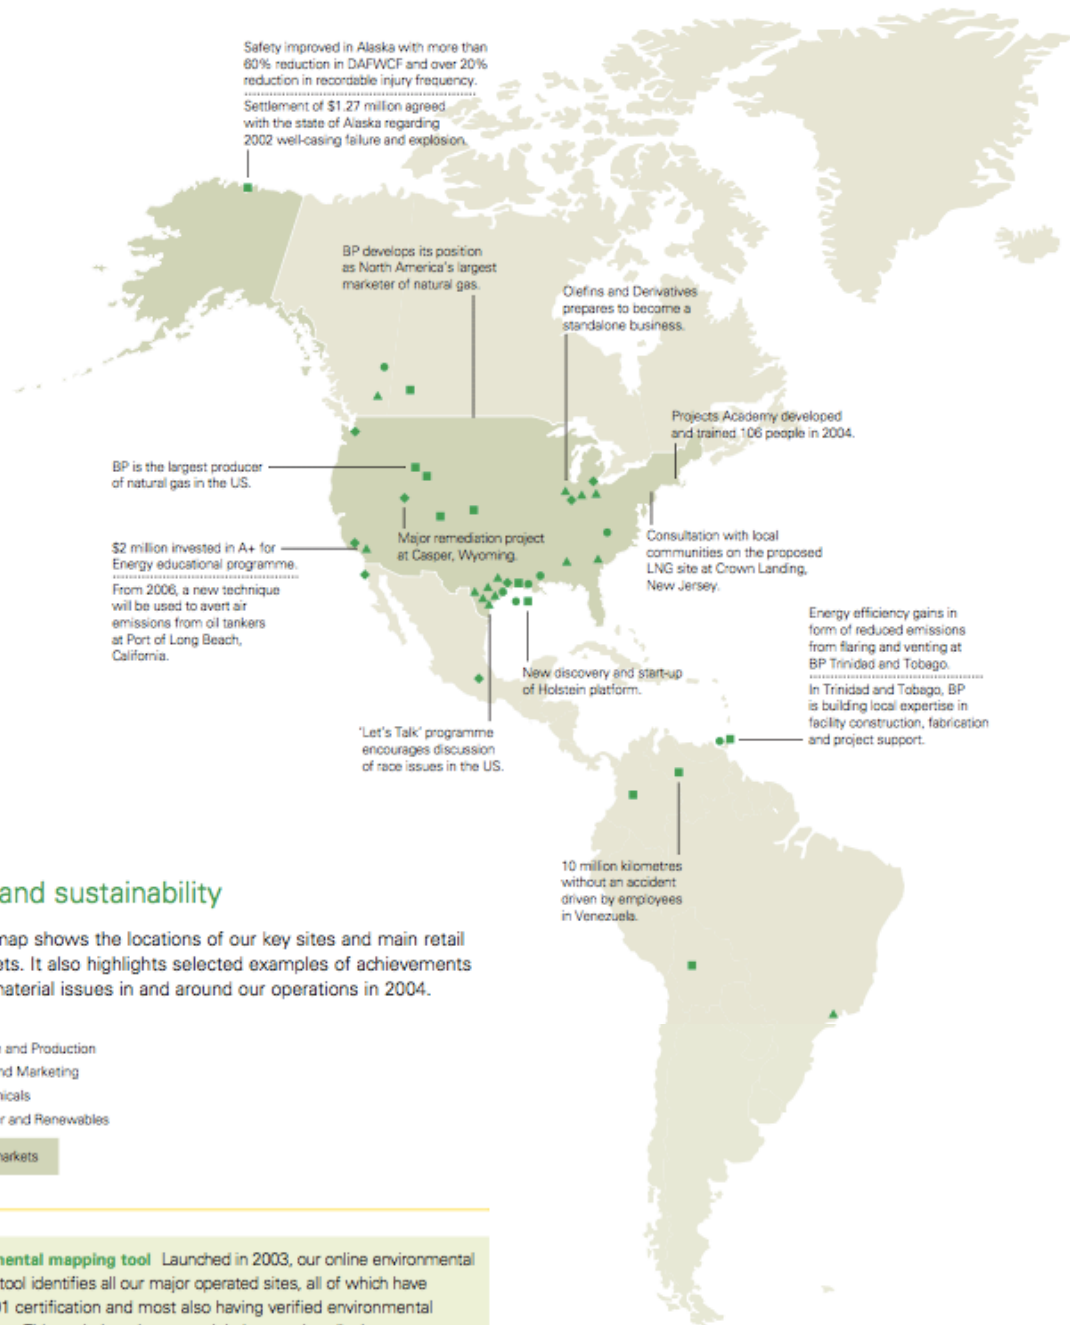 Safety improved in Alaska with more than
60% reduction in DAFWCF and over 20%
reduction in recordable injury frequency.
Settlement of $1.27 million agreed
with the state of Alaska regarding
2002 well-casing failure and explosion.
BP develops its position
as North America's largest
marketer of natural gas.
Olefins and Derivatives
prepares to become a
standalone business.
Projects Academy developed
and trained 106 people in 2004.
BP is the largest producer
of natural gas in the US.
Major remediation project
at Casper, Wyoming.
Consultation with local
communities on the proposed
LNG site at Crown Landing,
New Jersey.
$2 million invested in A+ for
Energy educational programme.
From 2006, a new technique
will be used to avert air
emissions from oil tankers
at Port of Long Beach,
California.
Energy efficiency gains in
form of reduced emissions
from flaring and venting at
BP Trinidad and Tobago.
In Trinidad and Tobago, BP
is building local expertise in
facility construction, fabrication
and project support.
New discovery and start-up
of Holstein platform.
'Let's Talk' programme
encourages discussion
of race issues in the US.
10 million kilometres
without an accident
driven by employees
in Venezuela.
and sustainability
map shows the locations of our key sites and main retail
ets. It also highlights selected examples of achievements
material issues in and around our operations in 2004.
and Production
nd Marketing
nicals
r and Renewables
arkets
mental mapping tool Launched in 2003, our online environmental
tool identifies all our major operated sites, all of which have
01 certification and most also having verified environmental